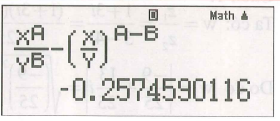 D Math ▲
X^A/Y^B-(X/Y)^A-B
-0.2574590116